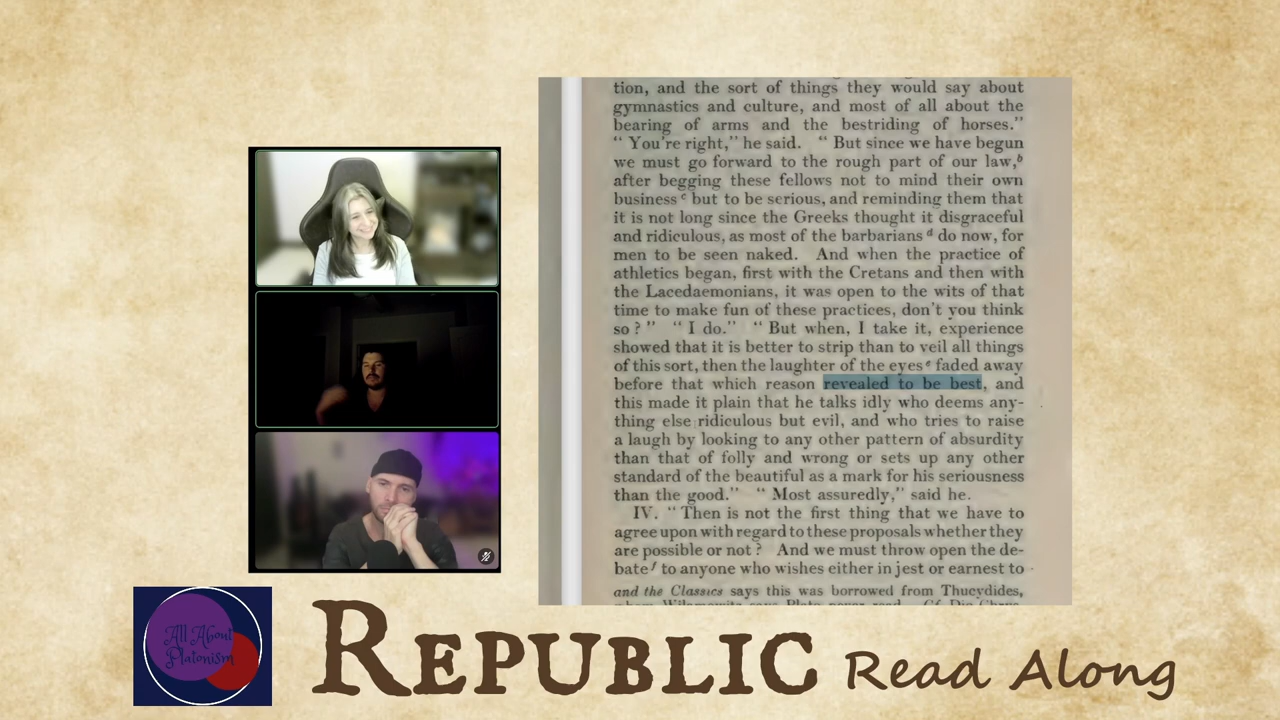 tion, and the sort of things they would say about
gymnastics and culture, and most of all about the
bearing of arms and the bestriding of horses.”
“ You’re right,” he said. “ But since we have begun
we must go forward to the rough part of our law,ᵇ
after begging these fellows not to mind their own
business ᶜ but to be serious, and reminding them that
it is not long since the Greeks thought it disgraceful
and ridiculous, as most of the barbarians ᵈ do now, for
men to be seen naked. And when the practice of
athletics began, first with the Cretans and then with
the Lacedaemonians, it was open to the wits of that
time to make fun of these practices, don’t you think
so ? ” “ I do.” “ But when, I take it, experience
showed that it is better to strip than to veil all things
of this sort, then the laughter of the eyes ᵉ faded away
before that which reason revealed to be best, and
this made it plain that he talks idly who deems any-
thing else ridiculous but evil, and who tries to raise
a laugh by looking to any other pattern of absurdity
than that of folly and wrong or sets up any other
standard of the beautiful as a mark for his seriousness
than the good.” “ Most assuredly,” said he.
IV. “ Then is not the first thing that we have to
agree upon with regard to these proposals whether they
are possible or not ? And we must throw open the de-
bate ᶠ to anyone who wishes either in jest or earnest to
and the Classics says this was borrowed from Thucydides,
Wilamowitz says Plato never read. Cf.
All About
Platonism
REPUBLIC Read Along